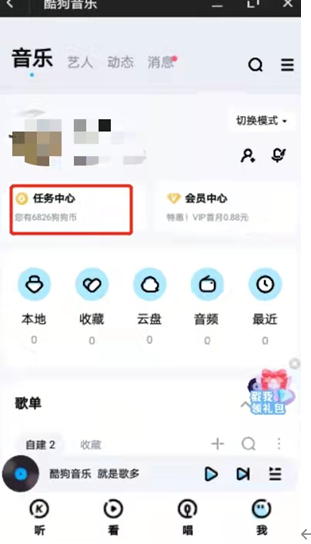 酷狗音乐
音乐 艺人 动态 消息
切换模式
任务中心 会员中心
您有6826狗狗币 特惠！VIP首月0.88元
本地 收藏 云盘 音频 最近
0 0 0 0 0
戳我
领礼包
歌单
自建 2 收藏
酷狗音乐 就是歌多
听 看 唱 我